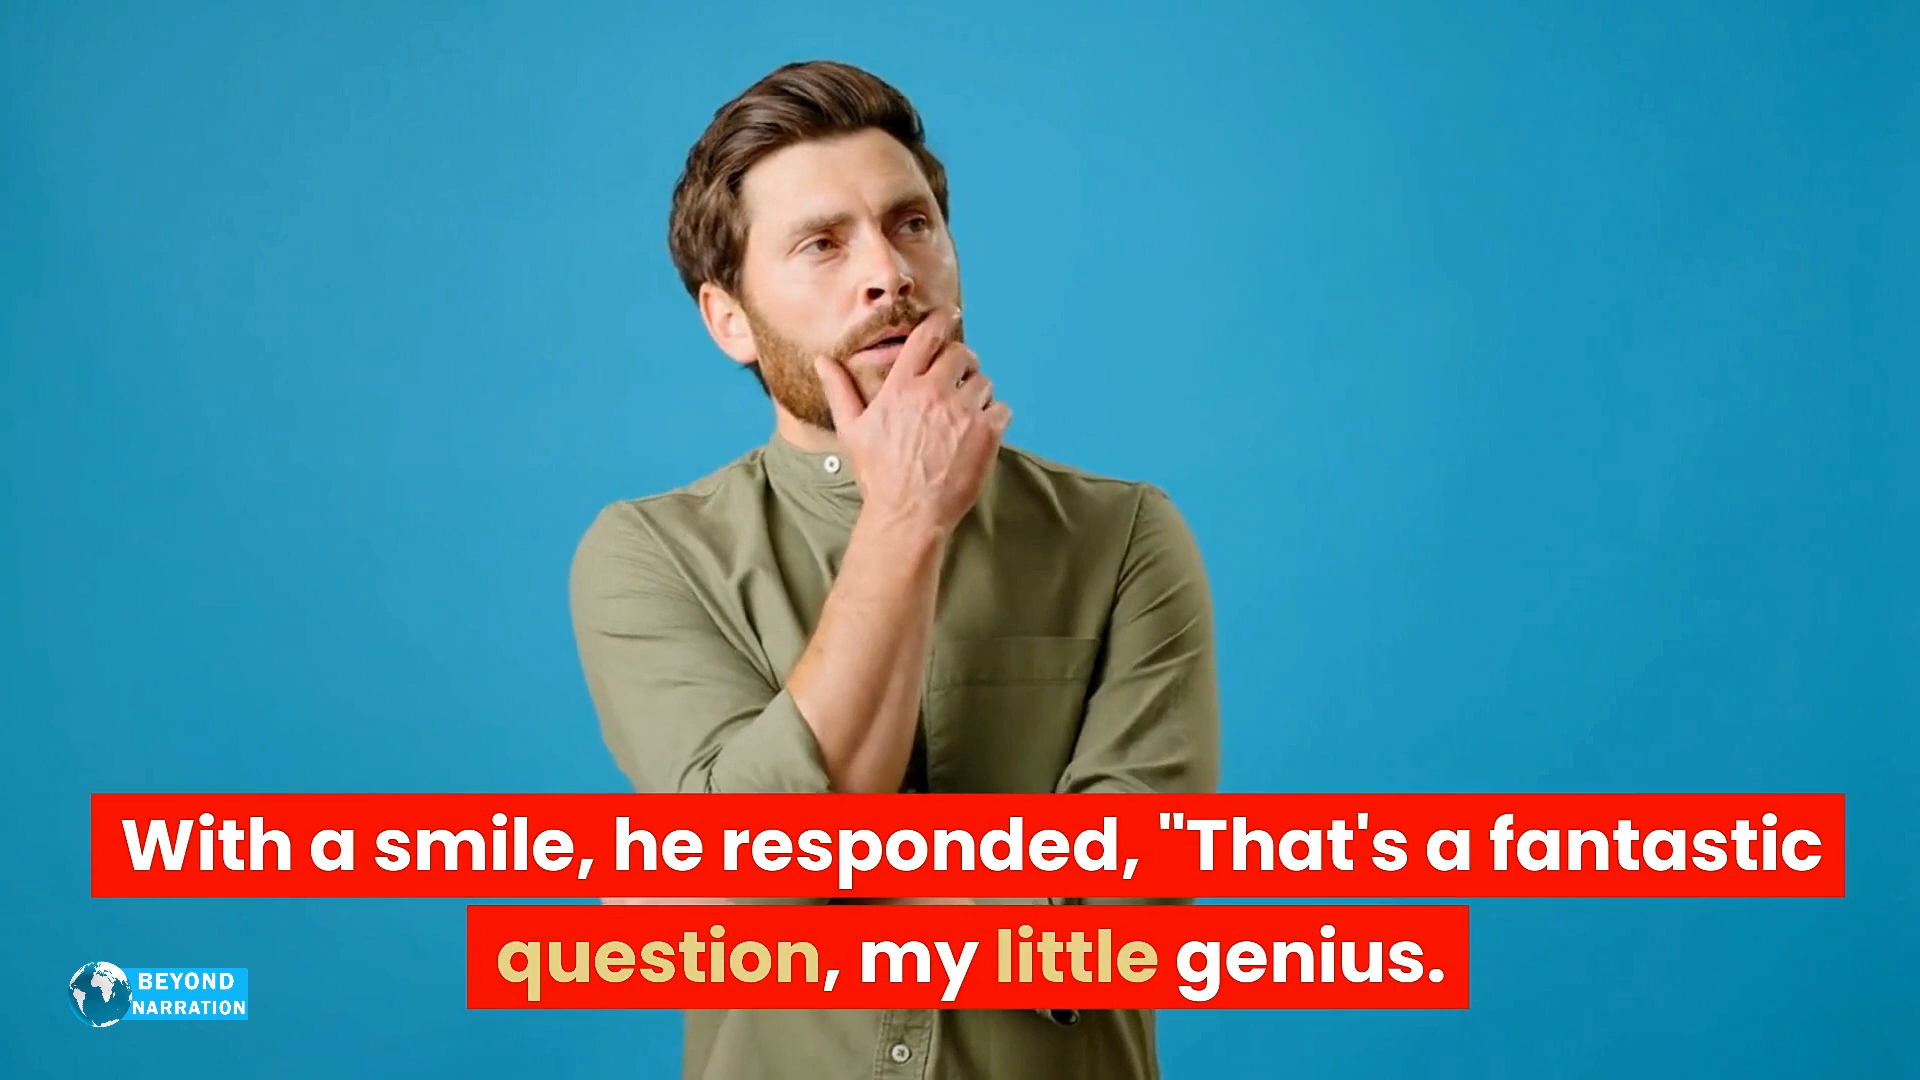 With a smile, he responded, "That's a fantastic
question, my little genius.
BEYOND
NARRATION